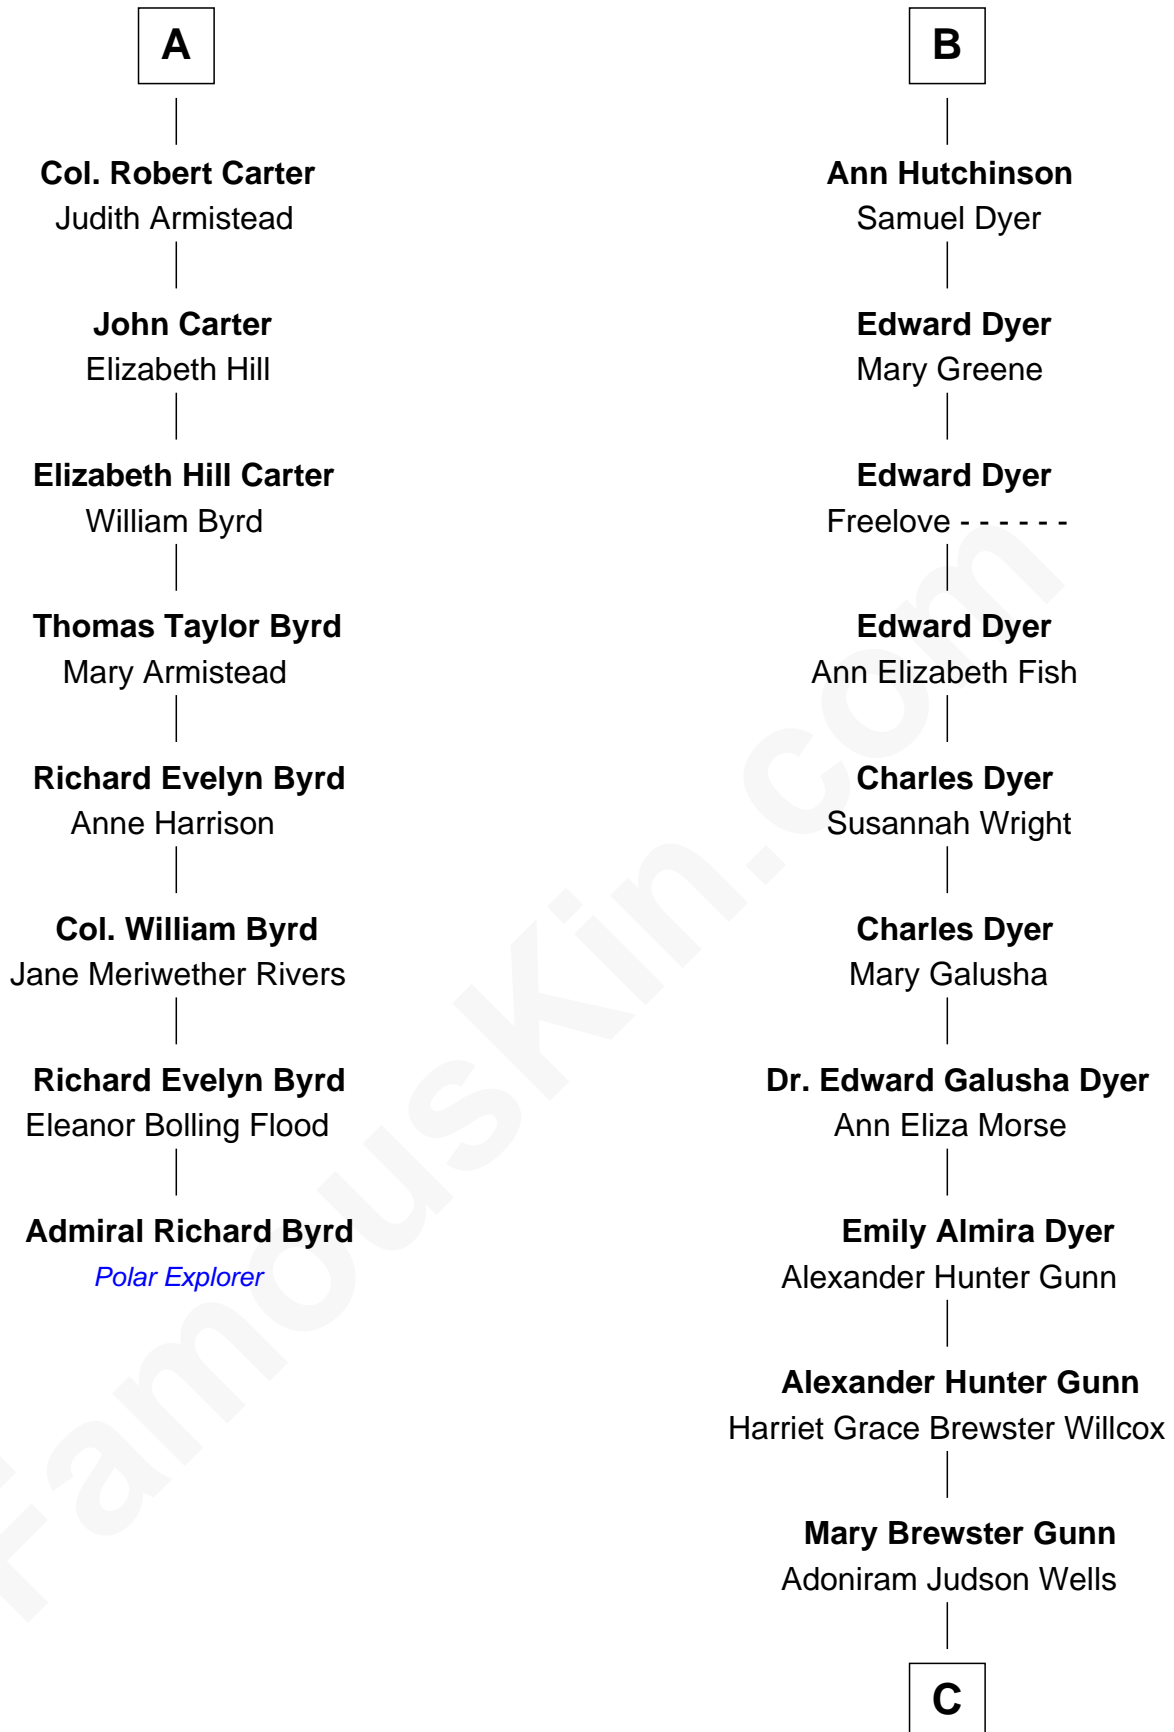 A
Col. Robert Carter
Judith Armistead
John Carter
Elizabeth Hill
Elizabeth Hill Carter
William Byrd
Thomas Taylor Byrd
Mary Armistead
Richard Evelyn Byrd
Anne Harrison
Col. William Byrd
Jane Meriwether Rivers
Richard Evelyn Byrd
Eleanor Bolling Flood
Admiral Richard Byrd
Polar Explorer
B
Ann Hutchinson
Samuel Dyer
Edward Dyer
Mary Greene
Edward Dyer
Freelove - - - - - -
Edward Dyer
Ann Elizabeth Fish
Charles Dyer
Susannah Wright
Charles Dyer
Mary Galusha
Dr. Edward Galusha Dyer
Ann Eliza Morse
Emily Almira Dyer
Alexander Hunter Gunn
Alexander Hunter Gunn
Harriet Grace Brewster Willcox
Mary Brewster Gunn
Adoniram Judson Wells
C
FamousKin.com